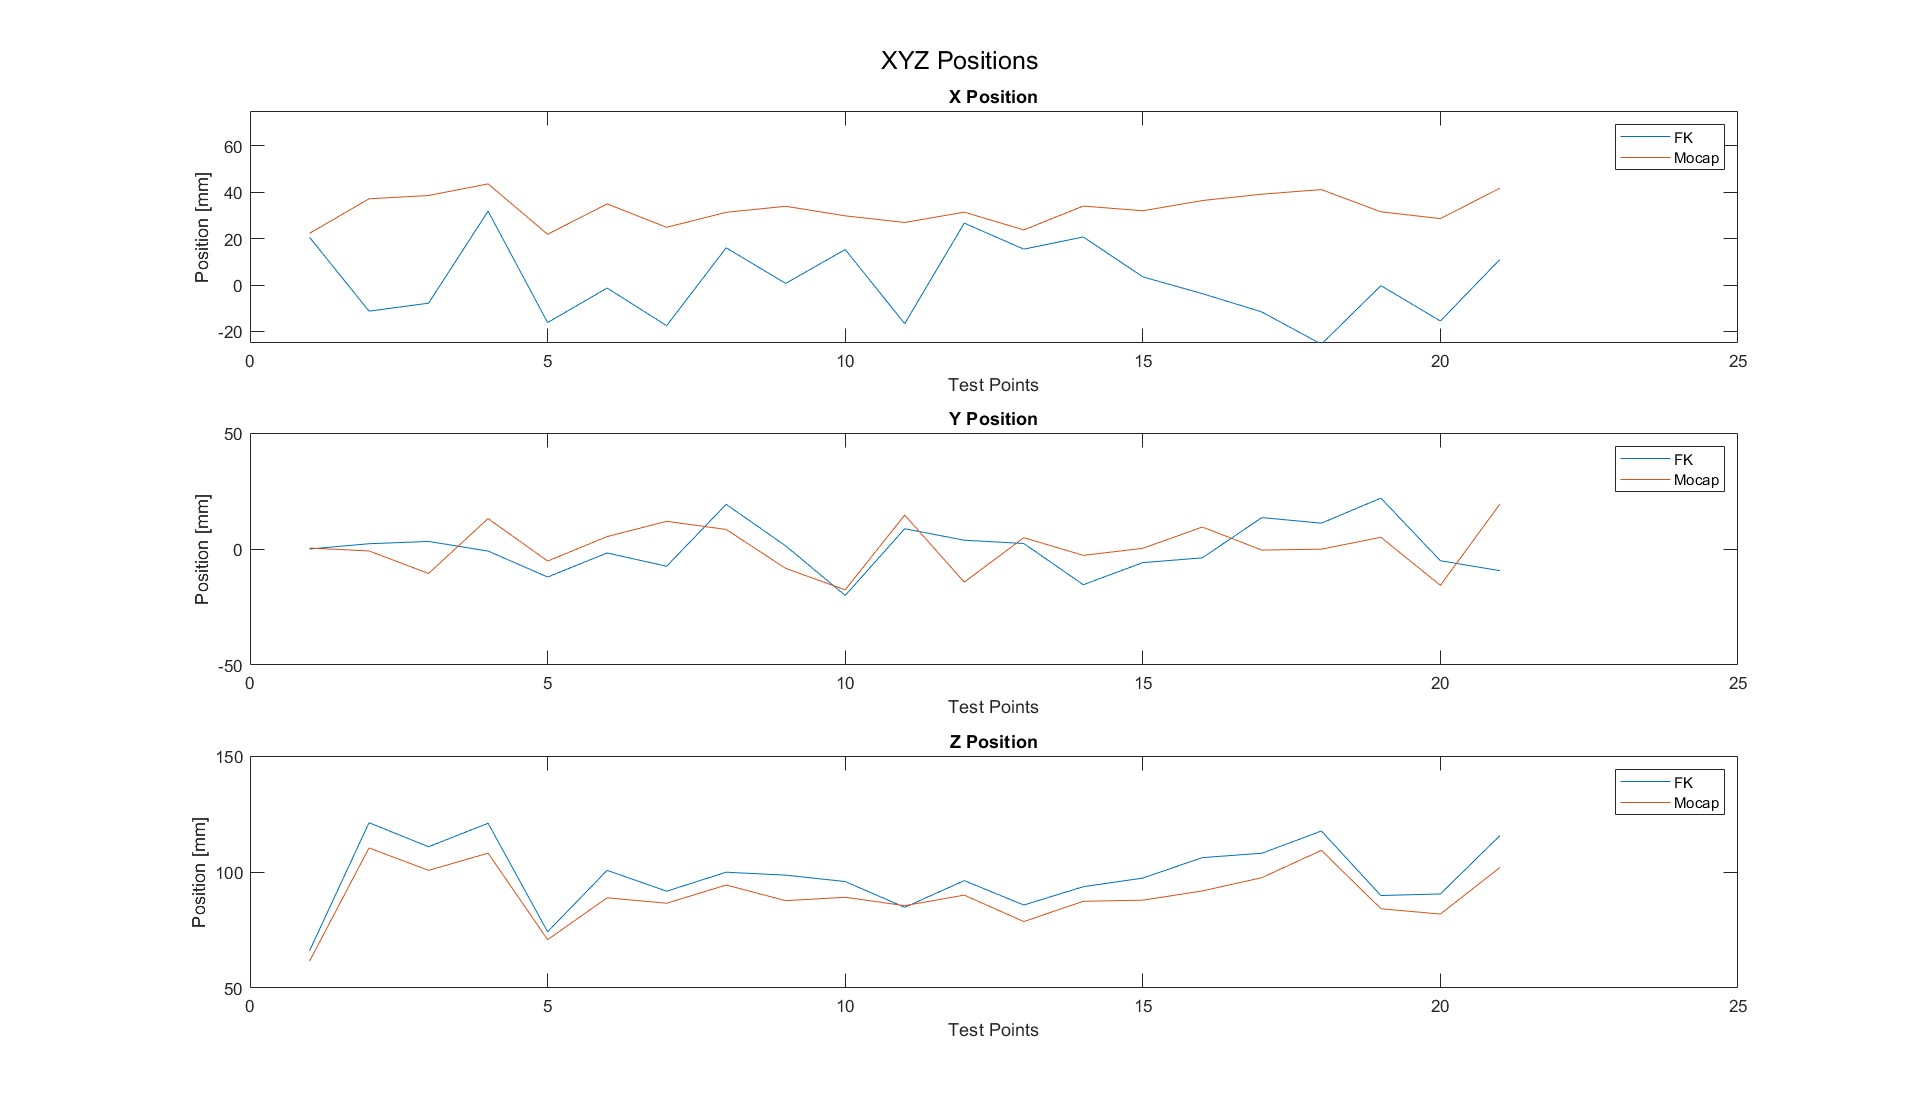 XYZ Positions
X Position
60
40
20
0
-20
Position [mm]
FK
Mocap
0 5 10 15 20 25
Test Points
Y Position
50
0
-50
Position [mm]
FK
Mocap
0 5 10 15 20 25
Test Points
Z Position
150
100
50
Position [mm]
FK
Mocap
0 5 10 15 20 25
Test Points